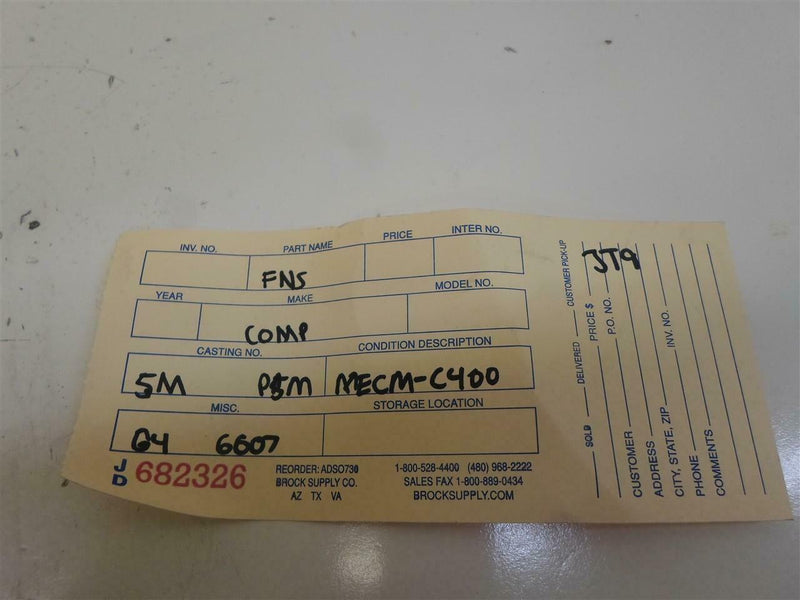 INV. NO. PART NAME PRICE INTER NO.
FNS
YEAR MAKE MODEL NO.
COMP
CASTING NO. CONDITION DESCRIPTION
5M P5M MECM-C400
MISC. STORAGE LOCATION
G4 6607
JD 682326
REORDER: ADSO730 1-800-528-4400 (480) 968-2222
BROCK SUPPLY CO. SALES FAX 1-800-889-0434
AZ TX VA BROCKSUPPLY.COM
3T9
SOLD DELIVERED CUSTOMER PICK-UP
PRICE $
P.O. NO.
CUSTOMER
ADDRESS
CITY, STATE, ZIP INV. NO.
PHONE
COMMENTS